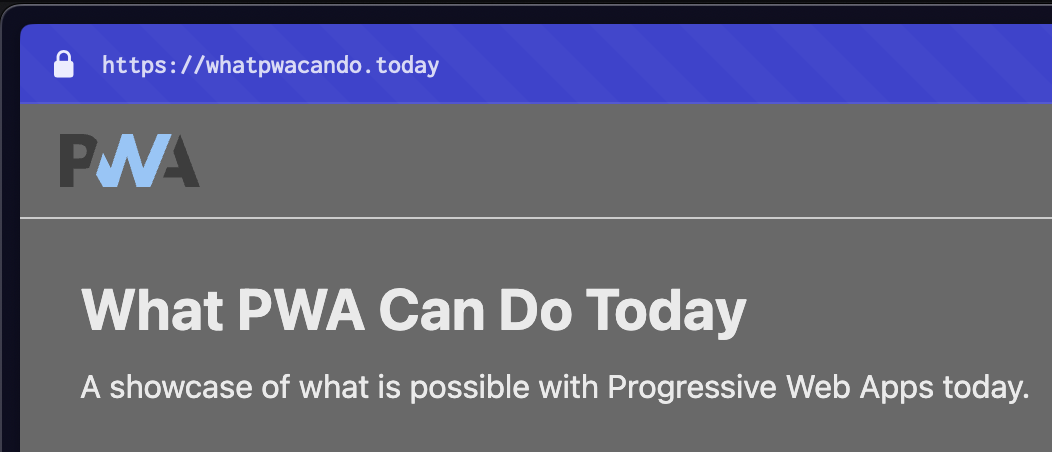 https://whatpwacando.today
PWA
What PWA Can Do Today
A showcase of what is possible with Progressive Web Apps today.